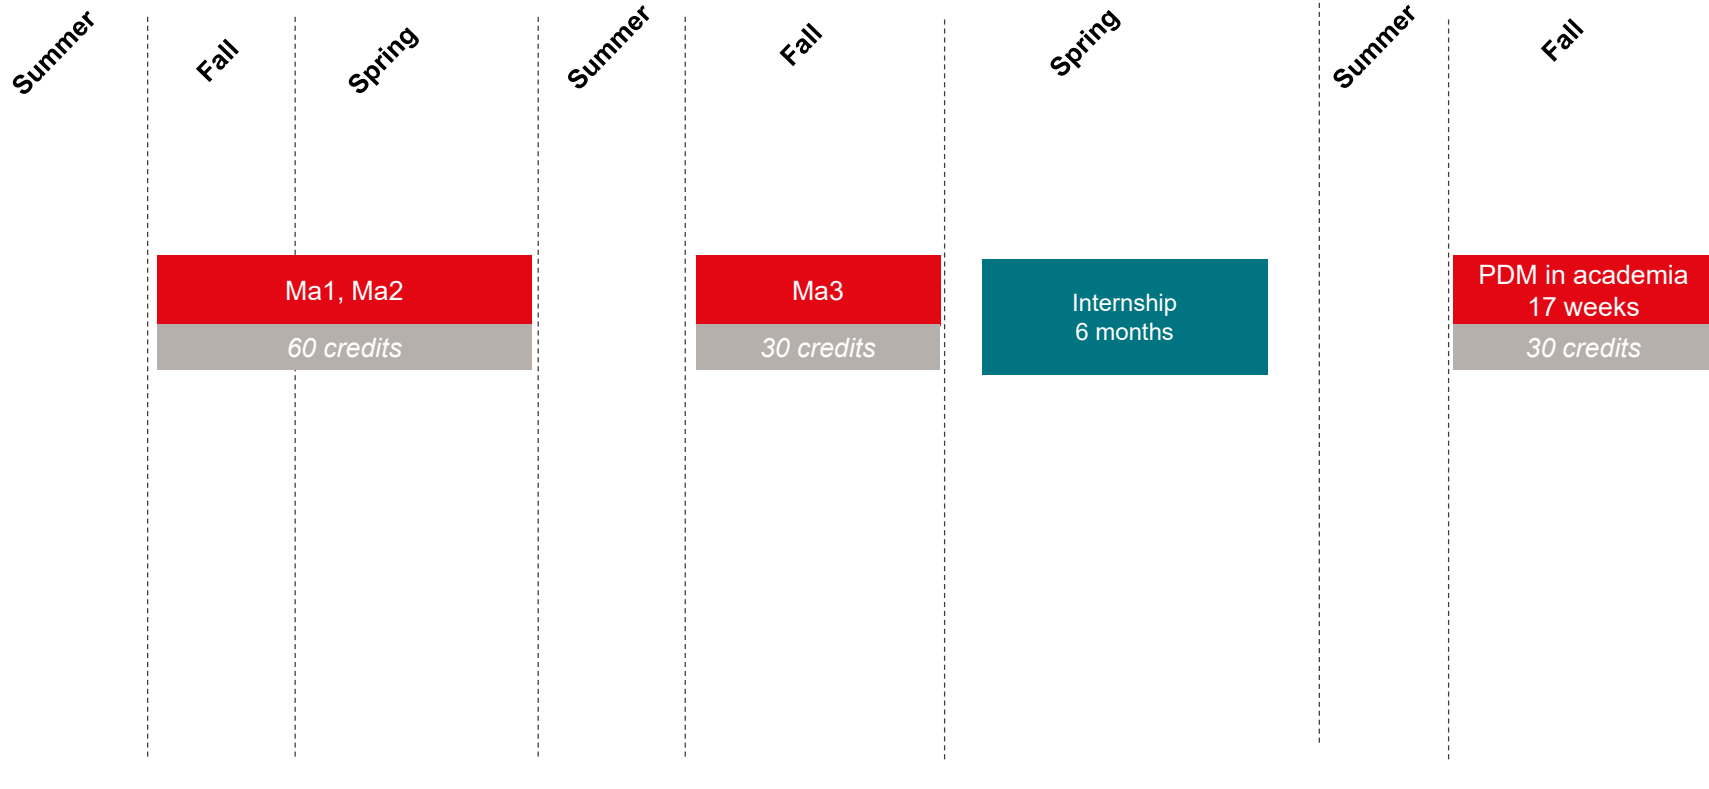 Summer
Fall
Spring
Summer
Fall
Spring
Summer
Fall
Ma1, Ma2
60 credits
Ma3
30 credits
Internship
6 months
PDM in academia
17 weeks
30 credits